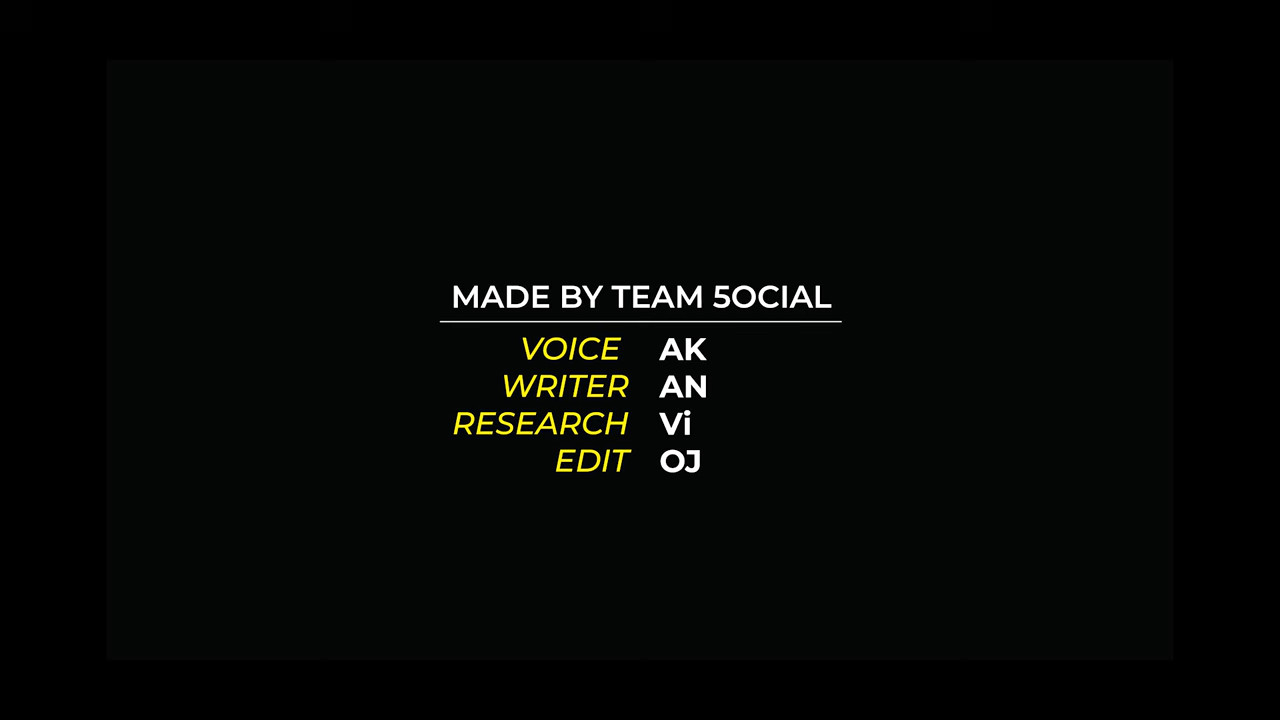 MADE BY TEAM 5OCIAL
VOICE AK
WRITER AN
RESEARCH Vi
EDIT OJ